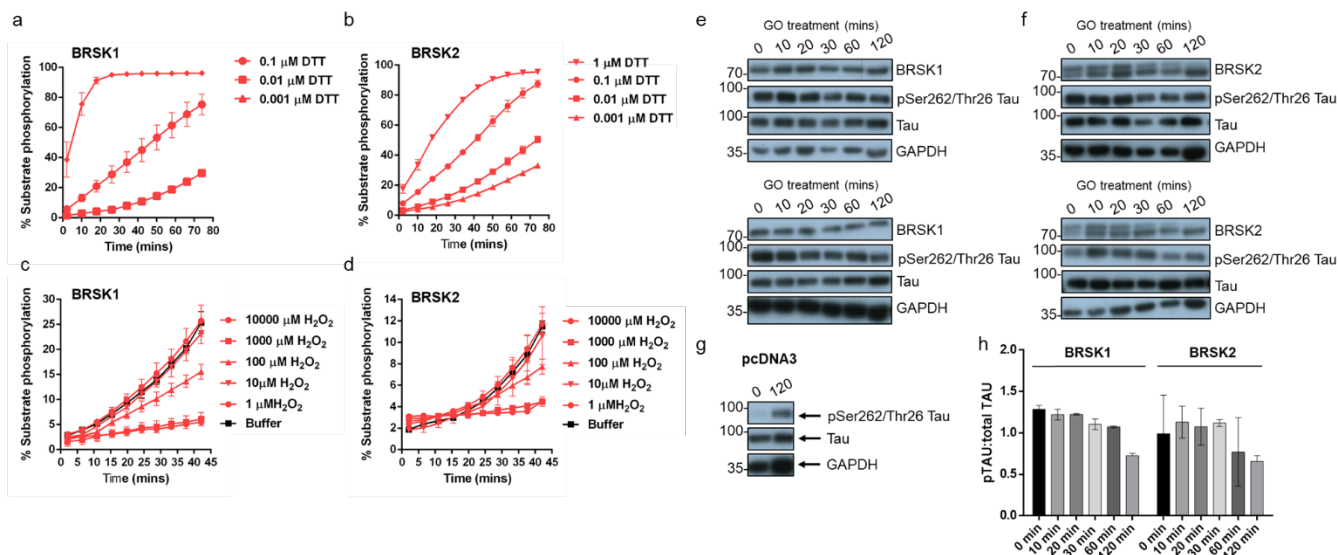 a
BRSK1
% Substrate phosphorylation
100
80
60
40
20
0
0 10 20 30 40 50 60 70 80
Time (mins)
0.1 µM DTT
0.01 µM DTT
0.001 µM DTT
b
BRSK2
% Substrate phosphorylation
100
80
60
40
20
0
0 10 20 30 40 50 60 70 80
Time (mins)
1 µM DTT
0.1 µM DTT
0.01 µM DTT
0.001 µM DTT
c
BRSK1
% Substrate phosphorylation
30
25
20
15
10
5
0
0 5 10 15 20 25 30 35 40 45
Time (mins)
10000 µM H₂O₂
1000 µM H₂O₂
100 µM H₂O₂
10µM H₂O₂
1 µMH₂O₂
Buffer
d
BRSK2
% Substrate phosphorylation
14
12
10
8
6
4
2
0
0 5 10 15 20 25 30 35 40 45
Time (mins)
10000 µM H₂O₂
1000 µM H₂O₂
100 µM H₂O₂
10µM H₂O₂
1 µMH₂O₂
Buffer
e
GO treatment (mins)
0 10 20 30 60 120
70 BRSK1
100 pSer262/Thr26 Tau
100 Tau
35 GAPDH
GO treatment (mins)
0 10 20 30 60 120
70 BRSK1
100 pSer262/Thr26 Tau
100 Tau
35 GAPDH
f
GO treatment (mins)
0 10 20 30 60 120
70 BRSK2
100 pSer262/Thr26 Tau
100 Tau
35 GAPDH
GO treatment (mins)
0 10 20 30 60 120
70 BRSK2
100 pSer262/Thr26 Tau
100 Tau
35 GAPDH
g
pcDNA3
0 120
100 pSer262/Thr26 Tau
100 Tau
35 GAPDH
h
BRSK1 BRSK2
pTAU:total TAU
2.0
1.5
1.0
0.5
0.0
0 min 10 min 20 min 30 min 60 min 120 min 0 min 10 min 20 min 30 min 60 min 120 min